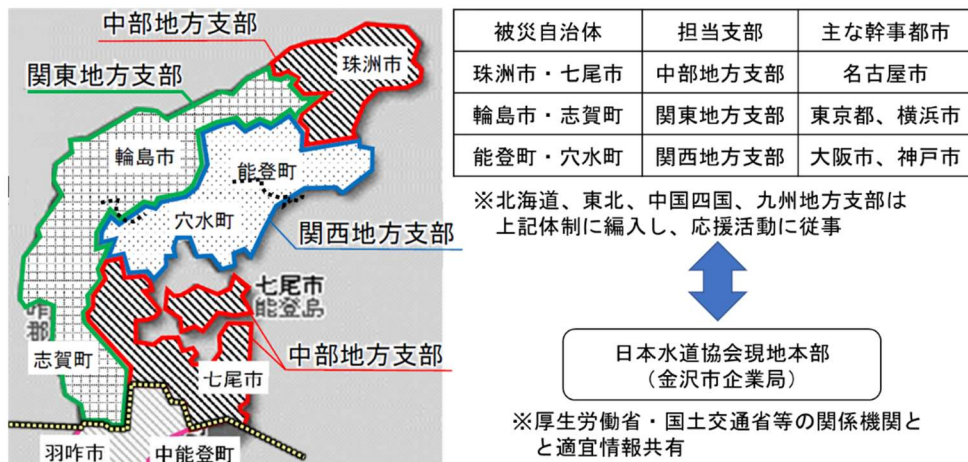 中部地方支部
珠洲市
関東地方支部
輪島市
能登町
穴水町
関西地方支部
七尾市
能登島
咋
郡
中部地方支部
志賀町
七尾市
羽咋市
中能登町
被災自治体 担当支部 主な幹事都市
珠洲市・七尾市 中部地方支部 名古屋市
輪島市・志賀町 関東地方支部 東京都、横浜市
能登町・穴水町 関西地方支部 大阪市、神戸市
※北海道、東北、中国四国、九州地方支部は
上記体制に編入し、応援活動に従事
日本水道協会現地本部
（金沢市企業局）
※厚生労働省・国土交通省等の関係機関と
と適宜情報共有